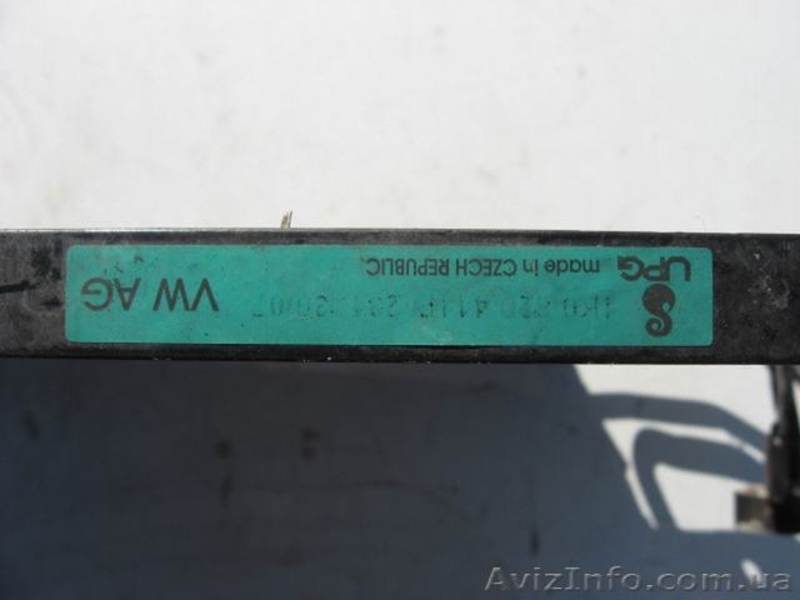 VW AG
UPG made in CZECH REPUBLIC
AvizInfo.com.ua